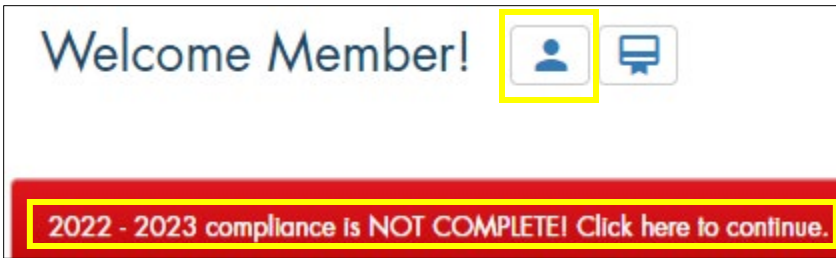 Welcome Member!
2022 - 2023 compliance is NOT COMPLETE! Click here to continue.